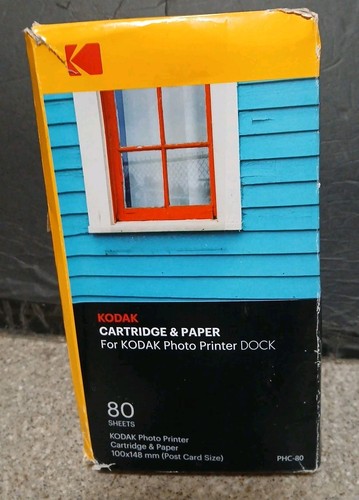 KODAK
CARTRIDGE & PAPER
For KODAK Photo Printer DOCK
80
SHEETS
KODAK Photo Printer
Cartridge & Paper
100x148 mm (Post Card Size)
PHC-80